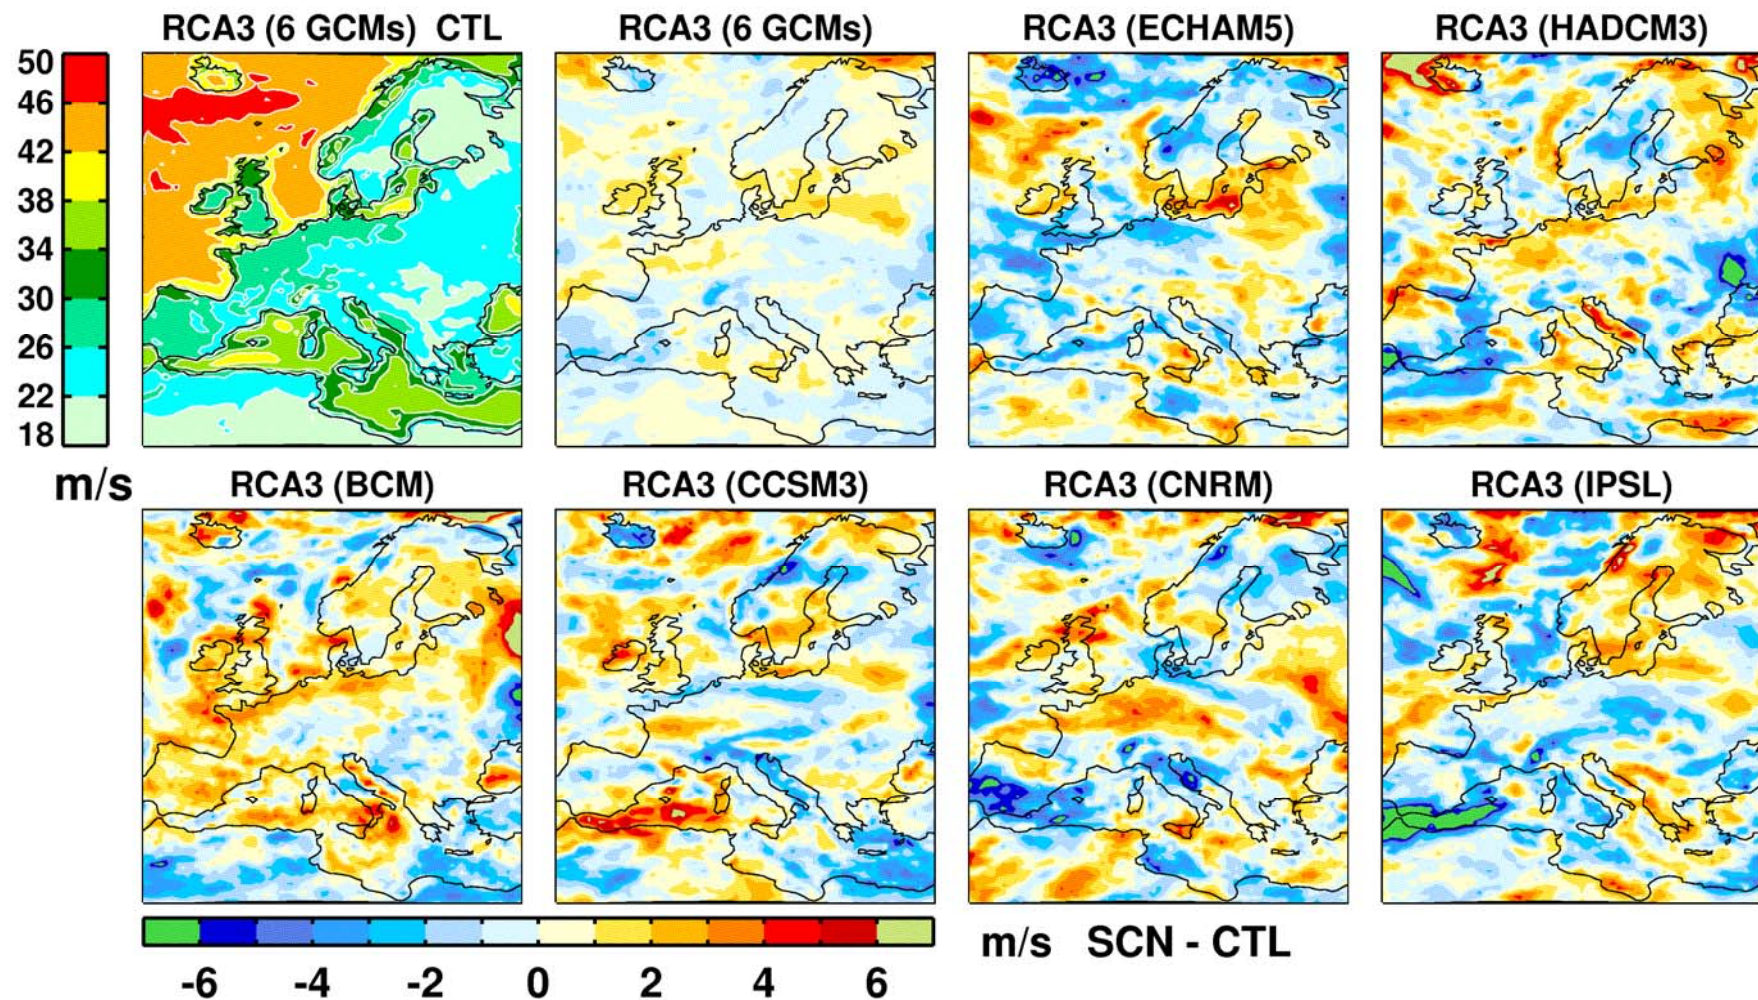 RCA3 (6 GCMs) CTL
RCA3 (6 GCMs)
RCA3 (ECHAM5)
RCA3 (HADCM3)
50
46
42
38
34
30
26
22
18
m/s
RCA3 (BCM)
RCA3 (CCSM3)
RCA3 (CNRM)
RCA3 (IPSL)
-6 -4 -2 0 2 4 6
m/s SCN - CTL